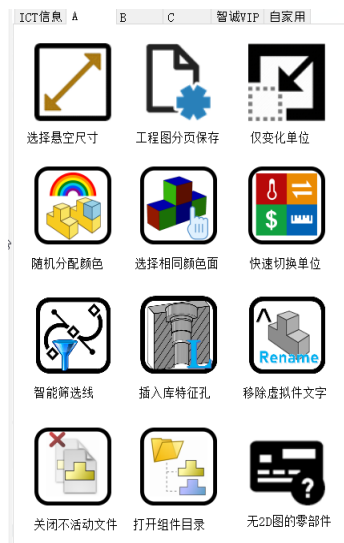 ICT信息 A B C 智诚VIP 自家用
选择悬空尺寸 工程图分页保存 仅变化单位
随机分配颜色 选择相同颜色面 快速切换单位
L Rename
智能筛选线 插入库特征孔 移除虚拟件文字
关闭不活动文件 打开组件目录 无2D图的零部件